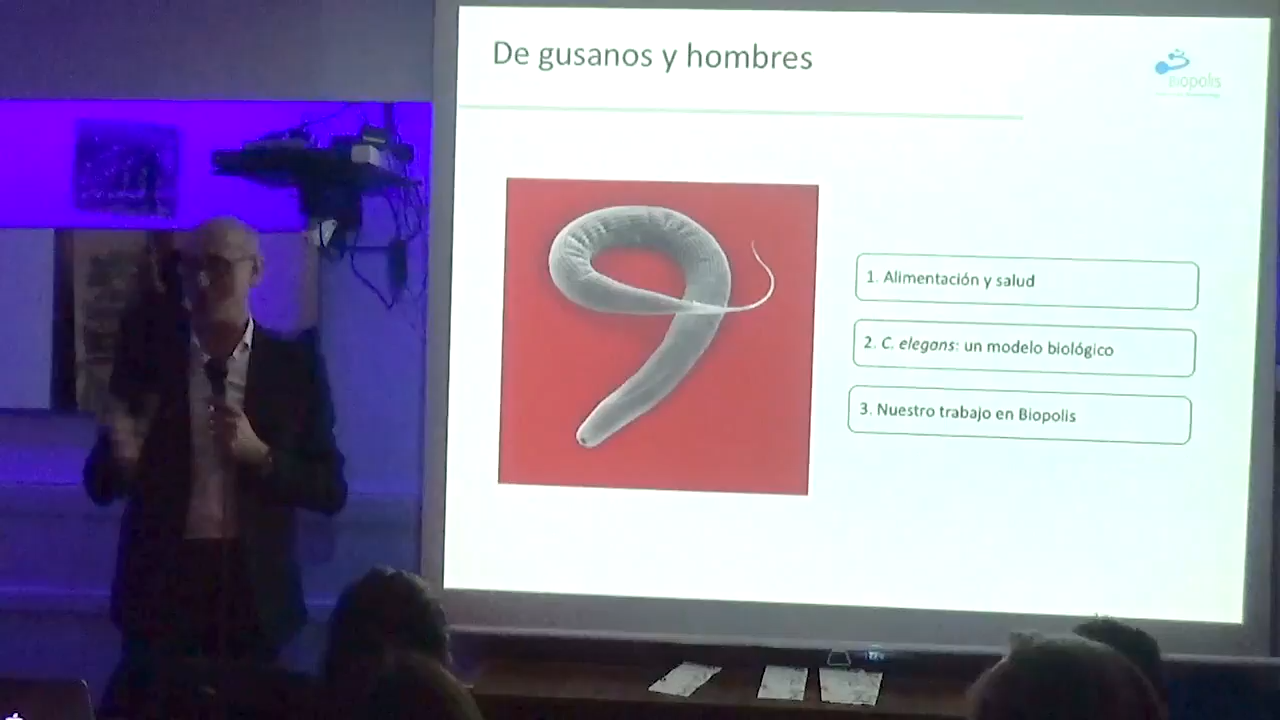 De gusanos y hombres
Biopolis
1. Alimentación y salud
2. C. elegans: un modelo biológico
3. Nuestro trabajo en Biopolis